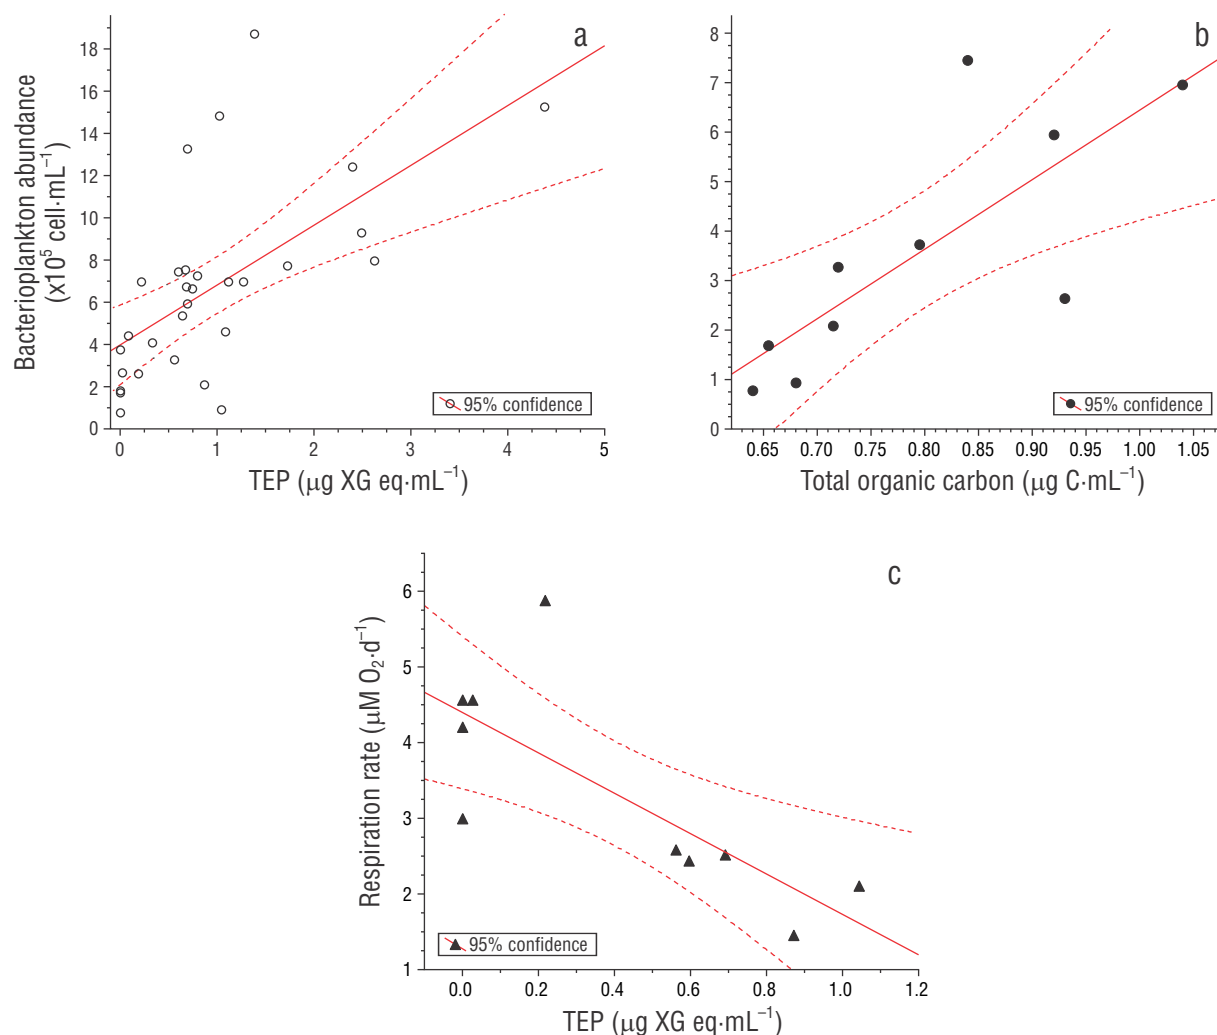 a
18
16
14
12
10
8
6
4
2
0
Bacterioplankton abundance
(x10⁵ cell·mL⁻¹)
95% confidence
0 1 2 3 4 5
TEP (µg XG eq·mL⁻¹)
b
8
7
6
5
4
3
2
1
0
95% confidence
0.65 0.70 0.75 0.80 0.85 0.90 0.95 1.00 1.05
Total organic carbon (µg C·mL⁻¹)
c
6
5
4
3
2
1
Respiration rate (µM O₂·d⁻¹)
95% confidence
0.0 0.2 0.4 0.6 0.8 1.0 1.2
TEP (µg XG eq·mL⁻¹)